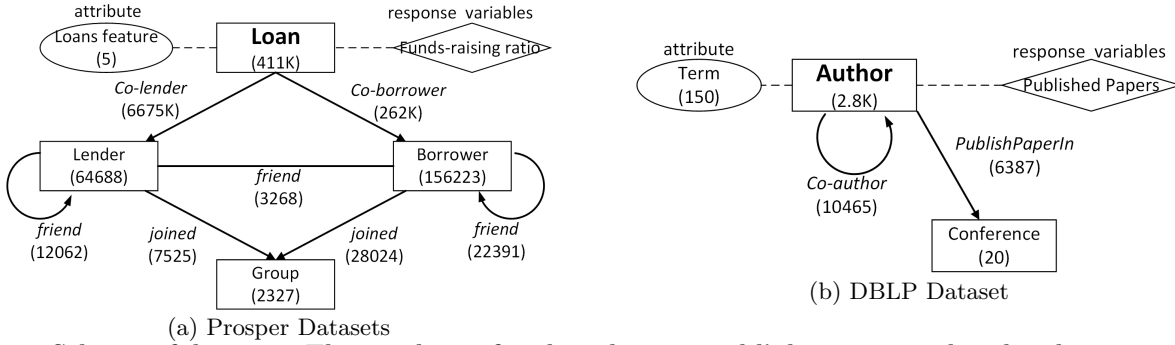 attribute
response variables
Loans feature
(5)
Loan
(411K)
Funds-raising ratio
Co-lender
(6675K)
Co-borrower
(262K)
Lender
(64688)
friend
(3268)
Borrower
(156223)
friend
(12062)
joined
(7525)
joined
(28024)
friend
(22391)
Group
(2327)
(a) Prosper Datasets
attribute
response variables
Term
(150)
Author
(2.8K)
Published Papers
Co-author
(10465)
PublishPaperIn
(6387)
Conference
(20)
(b) DBLP Dataset